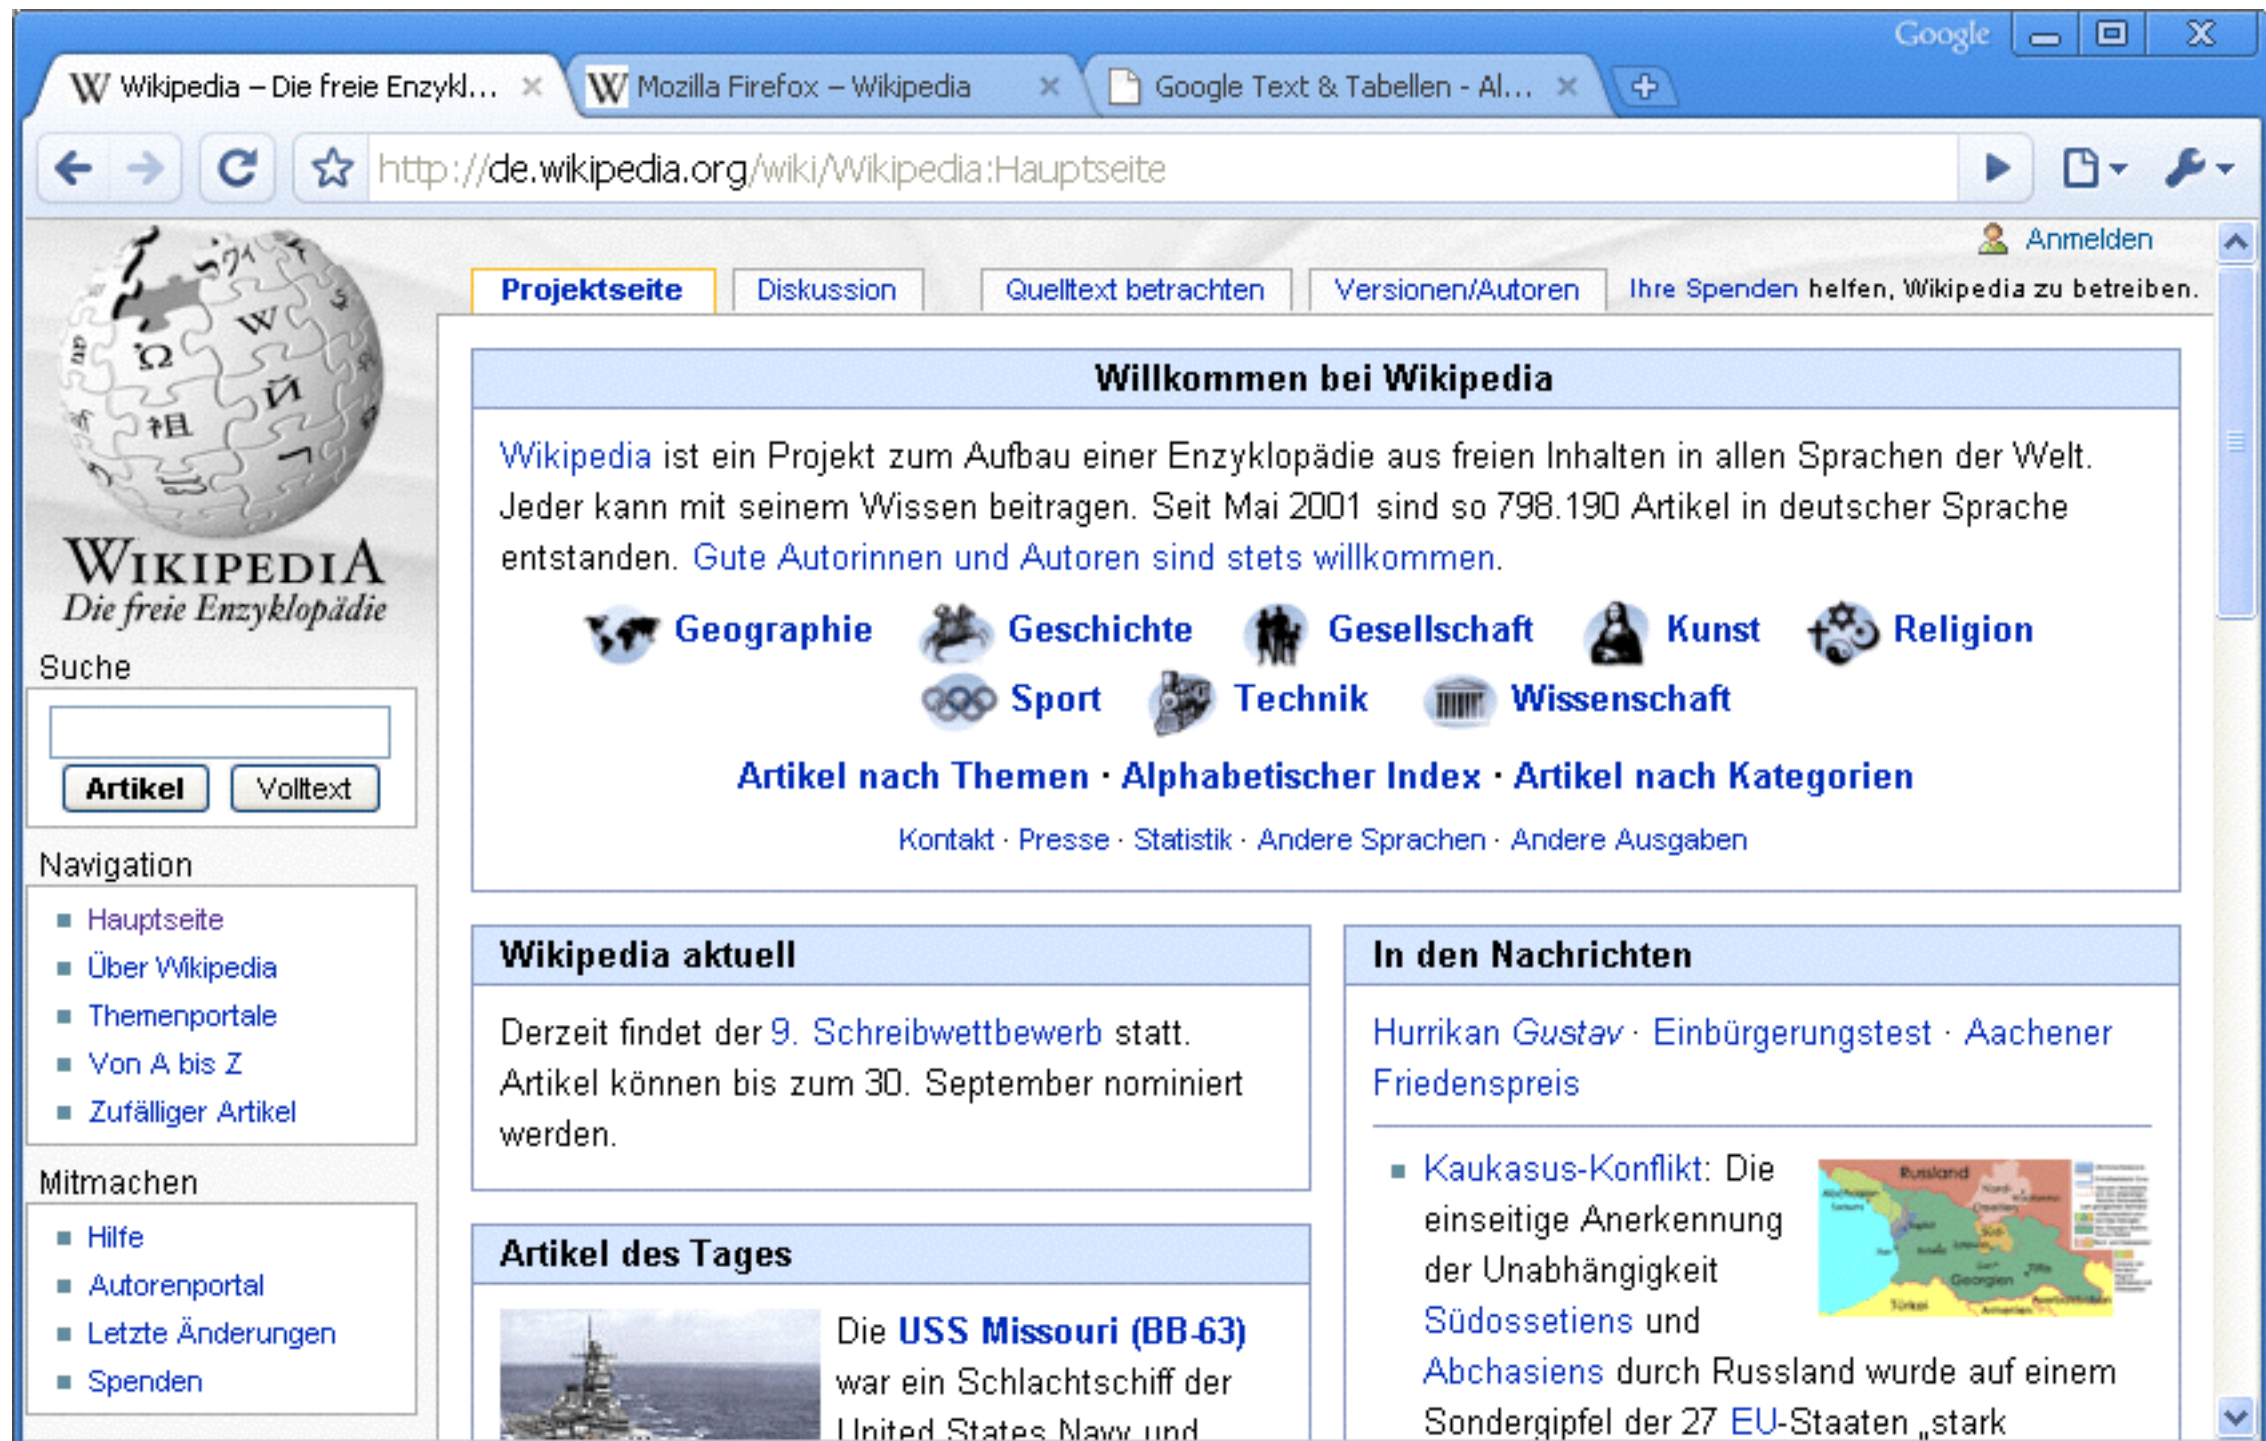 Google
Wikipedia – Die freie Enzykl...
Mozilla Firefox – Wikipedia
Google Text & Tabellen - Al...
http://de.wikipedia.org/wiki/Wikipedia:Hauptseite
Anmelden
Projektseite
Diskussion
Quelltext betrachten
Versionen/Autoren
Ihre Spenden helfen, Wikipedia zu betreiben.
WIKIPEDIA
Die freie Enzyklopädie
Suche
Artikel
Volltext
Navigation
Hauptseite
Über Wikipedia
Themenportale
Von A bis Z
Zufälliger Artikel
Mitmachen
Hilfe
Autorenportal
Letzte Änderungen
Spenden
Willkommen bei Wikipedia
Wikipedia ist ein Projekt zum Aufbau einer Enzyklopädie aus freien Inhalten in allen Sprachen der Welt.
Jeder kann mit seinem Wissen beitragen. Seit Mai 2001 sind so 798.190 Artikel in deutscher Sprache
entstanden. Gute Autorinnen und Autoren sind stets willkommen.
Geographie Geschichte Gesellschaft Kunst Religion
Sport Technik Wissenschaft
Artikel nach Themen · Alphabetischer Index · Artikel nach Kategorien
Kontakt · Presse · Statistik · Andere Sprachen · Andere Ausgaben
Wikipedia aktuell
Derzeit findet der 9. Schreibwettbewerb statt.
Artikel können bis zum 30. September nominiert
werden.
Artikel des Tages
Die USS Missouri (BB-63)
war ein Schlachtschiff der
United States Navy und
In den Nachrichten
Hurrikan Gustav · Einbürgerungstest · Aachener
Friedenspreis
Kaukasus-Konflikt: Die
einseitige Anerkennung
der Unabhängigkeit
Südossetiens und
Abchasiens durch Russland wurde auf einem
Sondergipfel der 27 EU-Staaten „stark
Russland
Georgien
Türkei
Armenien